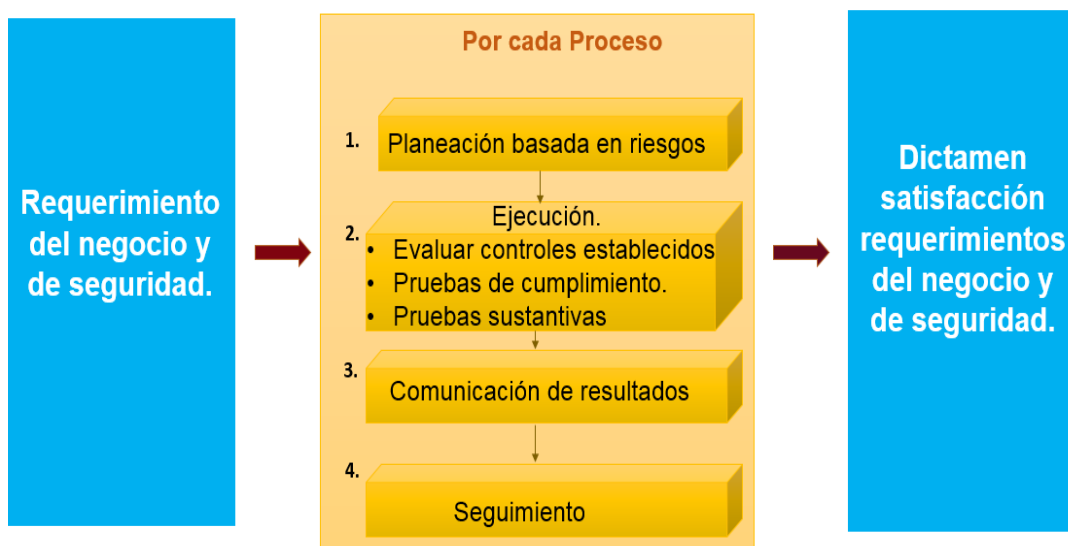 Requerimiento
del negocio y
de seguridad.
Por cada Proceso
1.
Planeación basada en riesgos
2.
Ejecución.
• Evaluar controles establecidos
• Pruebas de cumplimiento.
• Pruebas sustantivas
3.
Comunicación de resultados
4.
Seguimiento
Dictamen
satisfacción
requerimientos
del negocio y
de seguridad.